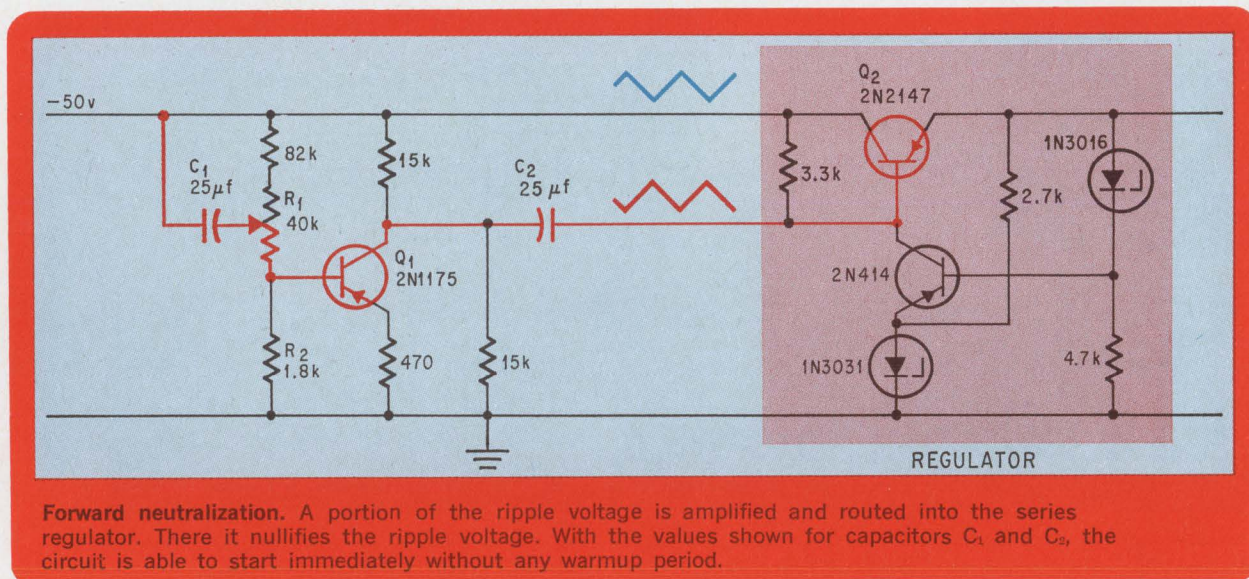 -50v
82k
C1
25µf
R1
40k
15k
C2
25 µf
Q1
2N1175
R2
1.8k
470
15k
Q2
2N2147
3.3k
2.7k
1N3016
2N414
1N3031
4.7k
REGULATOR
Forward neutralization. A portion of the ripple voltage is amplified and routed into the series
regulator. There it nullifies the ripple voltage. With the values shown for capacitors C₁ and C₂, the
circuit is able to start immediately without any warmup period.